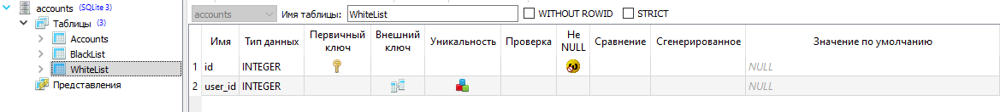 accounts (SQLite 3)
Таблицы (3)
Accounts
BlackList
WhiteList
Представления
accounts Имя таблицы: WhiteList WITHOUT ROWID STRICT
Имя Тип данных Первичный ключ Внешний ключ Уникальность Проверка Не NULL Сравнение Сгенерированное Значение по умолчанию
1 id INTEGER NULL
2 user_id INTEGER NULL